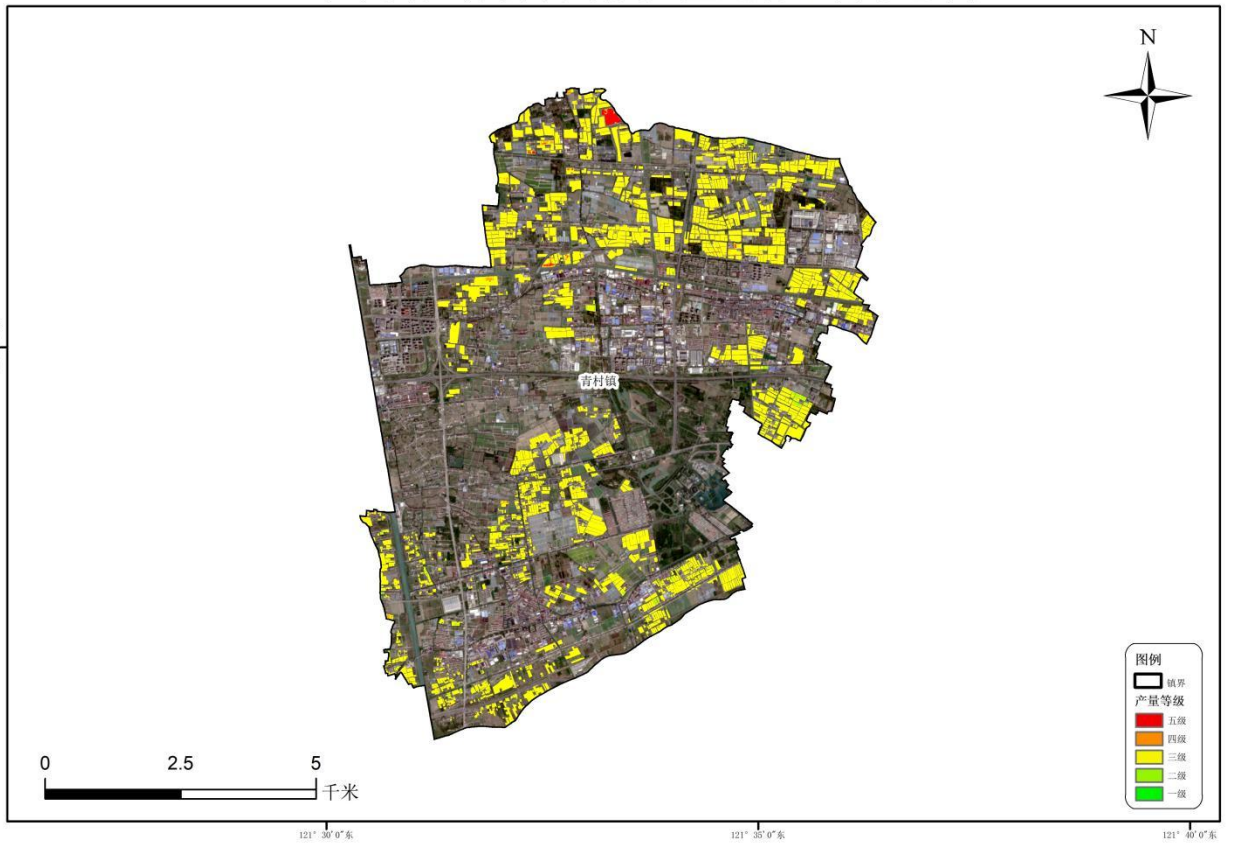 N
青村镇
图例
镇界
产量等级
五级
四级
三级
二级
一级
0 2.5 5
千米
121° 30′0″东 121° 35′0″东 121° 40′0″东